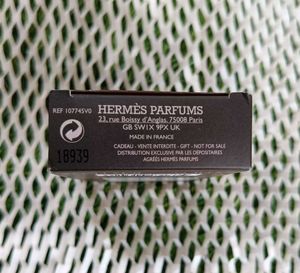 REF 107745V0
HERMÈS PARFUMS
23, rue Boissy d'Anglas, 75008 Paris
GB SW1X 9PX UK
MADE IN FRANCE
CADEAU - VENTE INTERDITE - GIFT - NOT FOR SALE
DISTRIBUTION EXCLUSIVE PAR LES DEPOSITAIRES
AGRÉÉS HERMÈS PARFUMS
18939